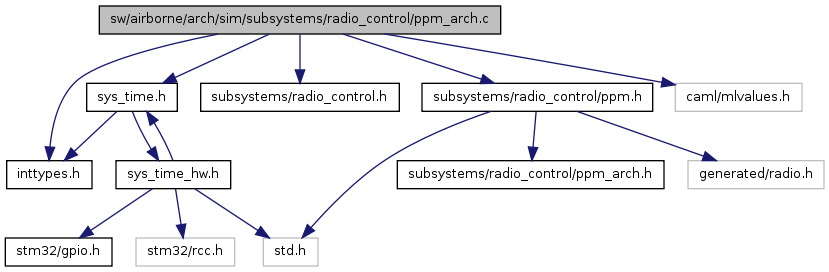 sw/airborne/arch/sim/subsystems/radio_control/ppm_arch.c
sys_time.h
subsystems/radio_control.h
subsystems/radio_control/ppm.h
caml/mlvalues.h
inttypes.h
sys_time_hw.h
subsystems/radio_control/ppm_arch.h
generated/radio.h
stm32/gpio.h
stm32/rcc.h
std.h